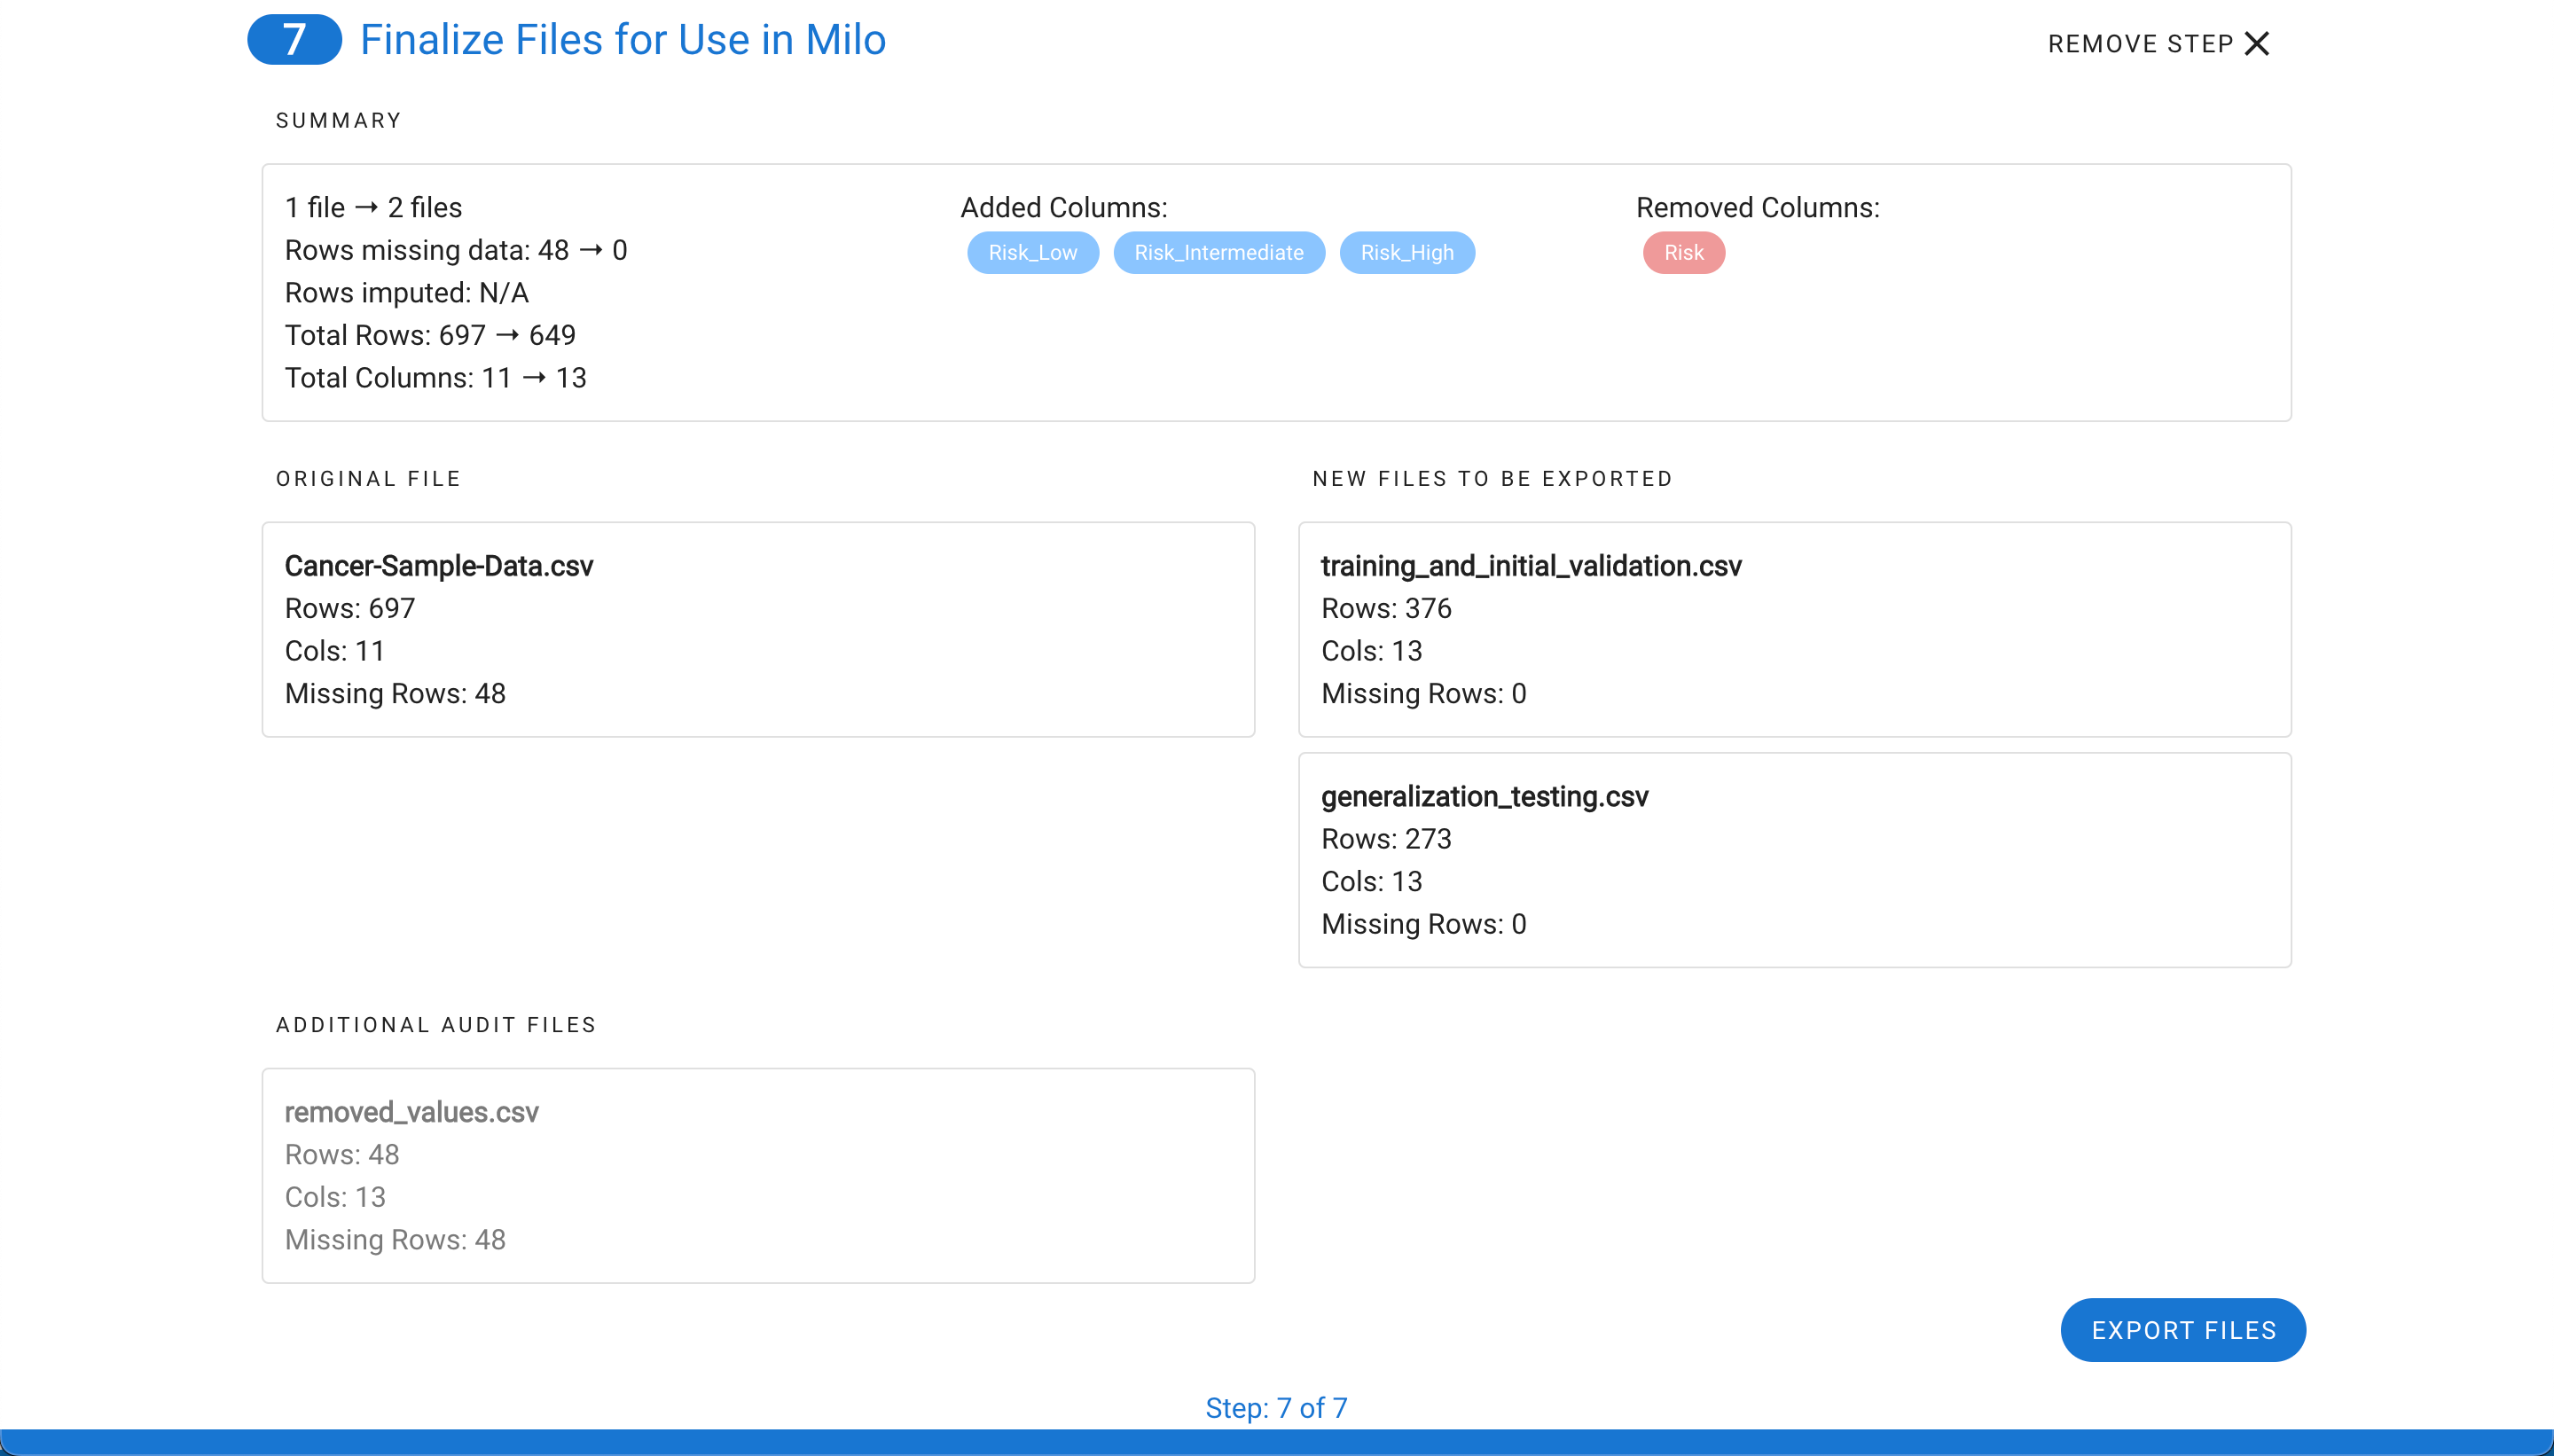 7 Finalize Files for Use in Milo
REMOVE STEP
SUMMARY
1 file → 2 files
Rows missing data: 48 → 0
Rows imputed: N/A
Total Rows: 697 → 649
Total Columns: 11 → 13
Added Columns:
Risk_Low Risk_Intermediate Risk_High
Removed Columns:
Risk
ORIGINAL FILE
Cancer-Sample-Data.csv
Rows: 697
Cols: 11
Missing Rows: 48
NEW FILES TO BE EXPORTED
training_and_initial_validation.csv
Rows: 376
Cols: 13
Missing Rows: 0
generalization_testing.csv
Rows: 273
Cols: 13
Missing Rows: 0
ADDITIONAL AUDIT FILES
removed_values.csv
Rows: 48
Cols: 13
Missing Rows: 48
EXPORT FILES
Step: 7 of 7